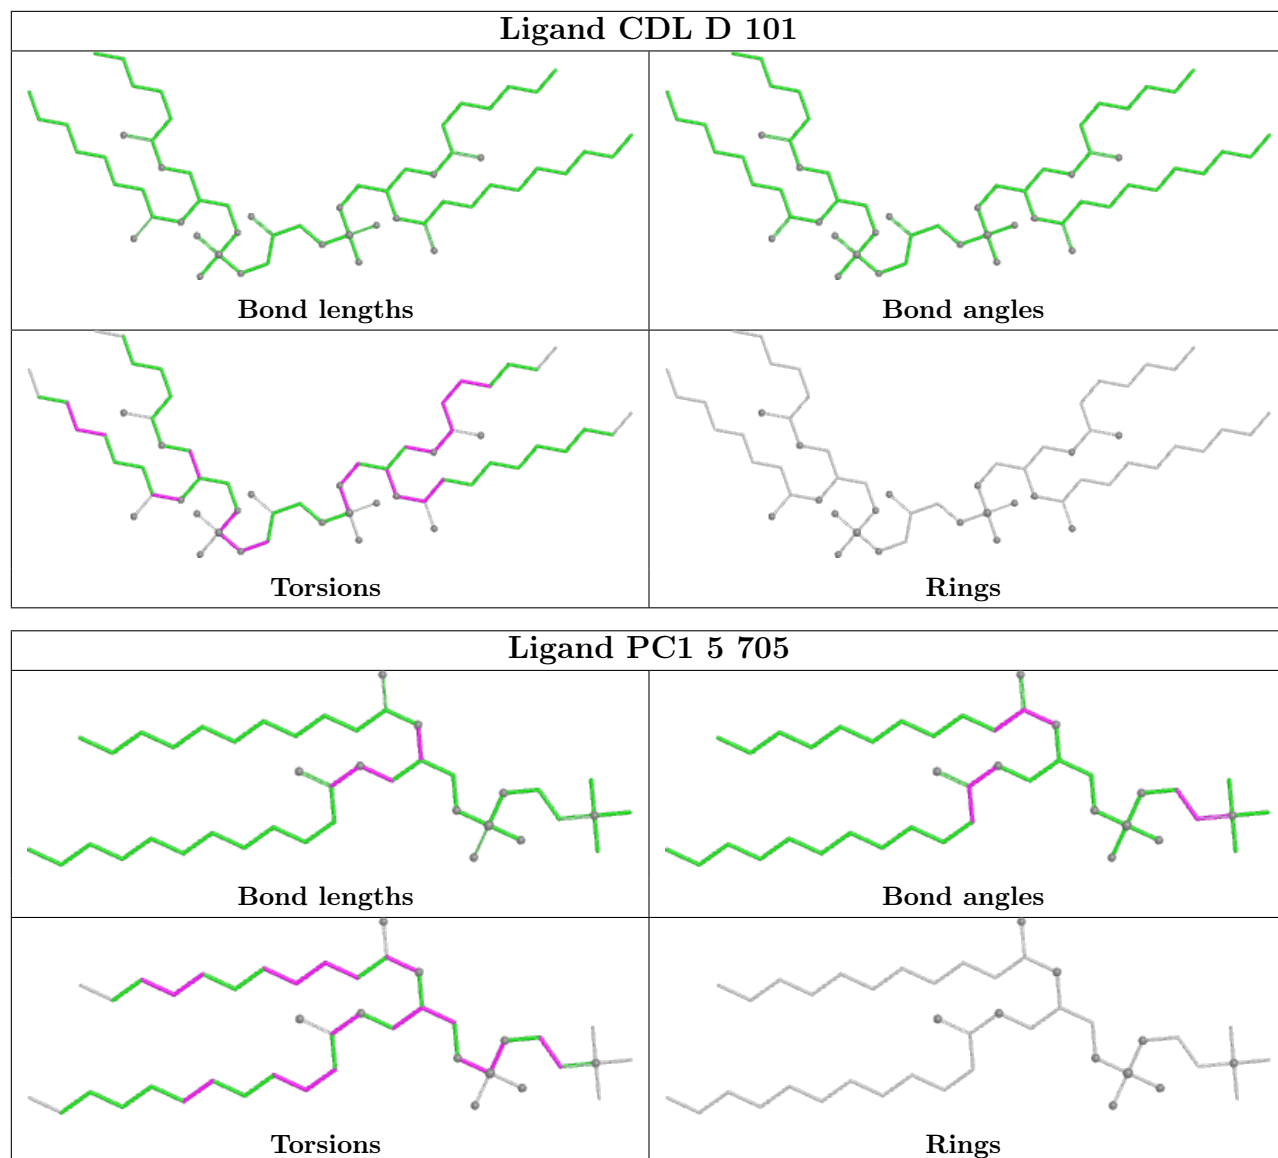 Ligand CDL D 101
Bond lengths
Bond angles
Torsions
Rings
Ligand PC1 5 705
Bond lengths
Bond angles
Torsions
Rings